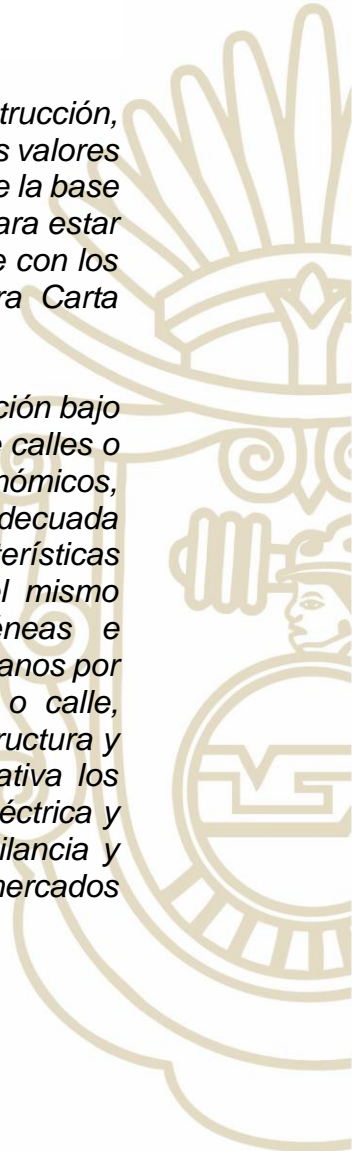 trucción,
s valores
e la base
ara estar
e con los
ra Carta
ción bajo
e calles o
nómicos,
decuada
terísticas
el mismo
éneas e
anos por
o calle,
ructura y
ativa los
éctrica y
ilancia y
mercados